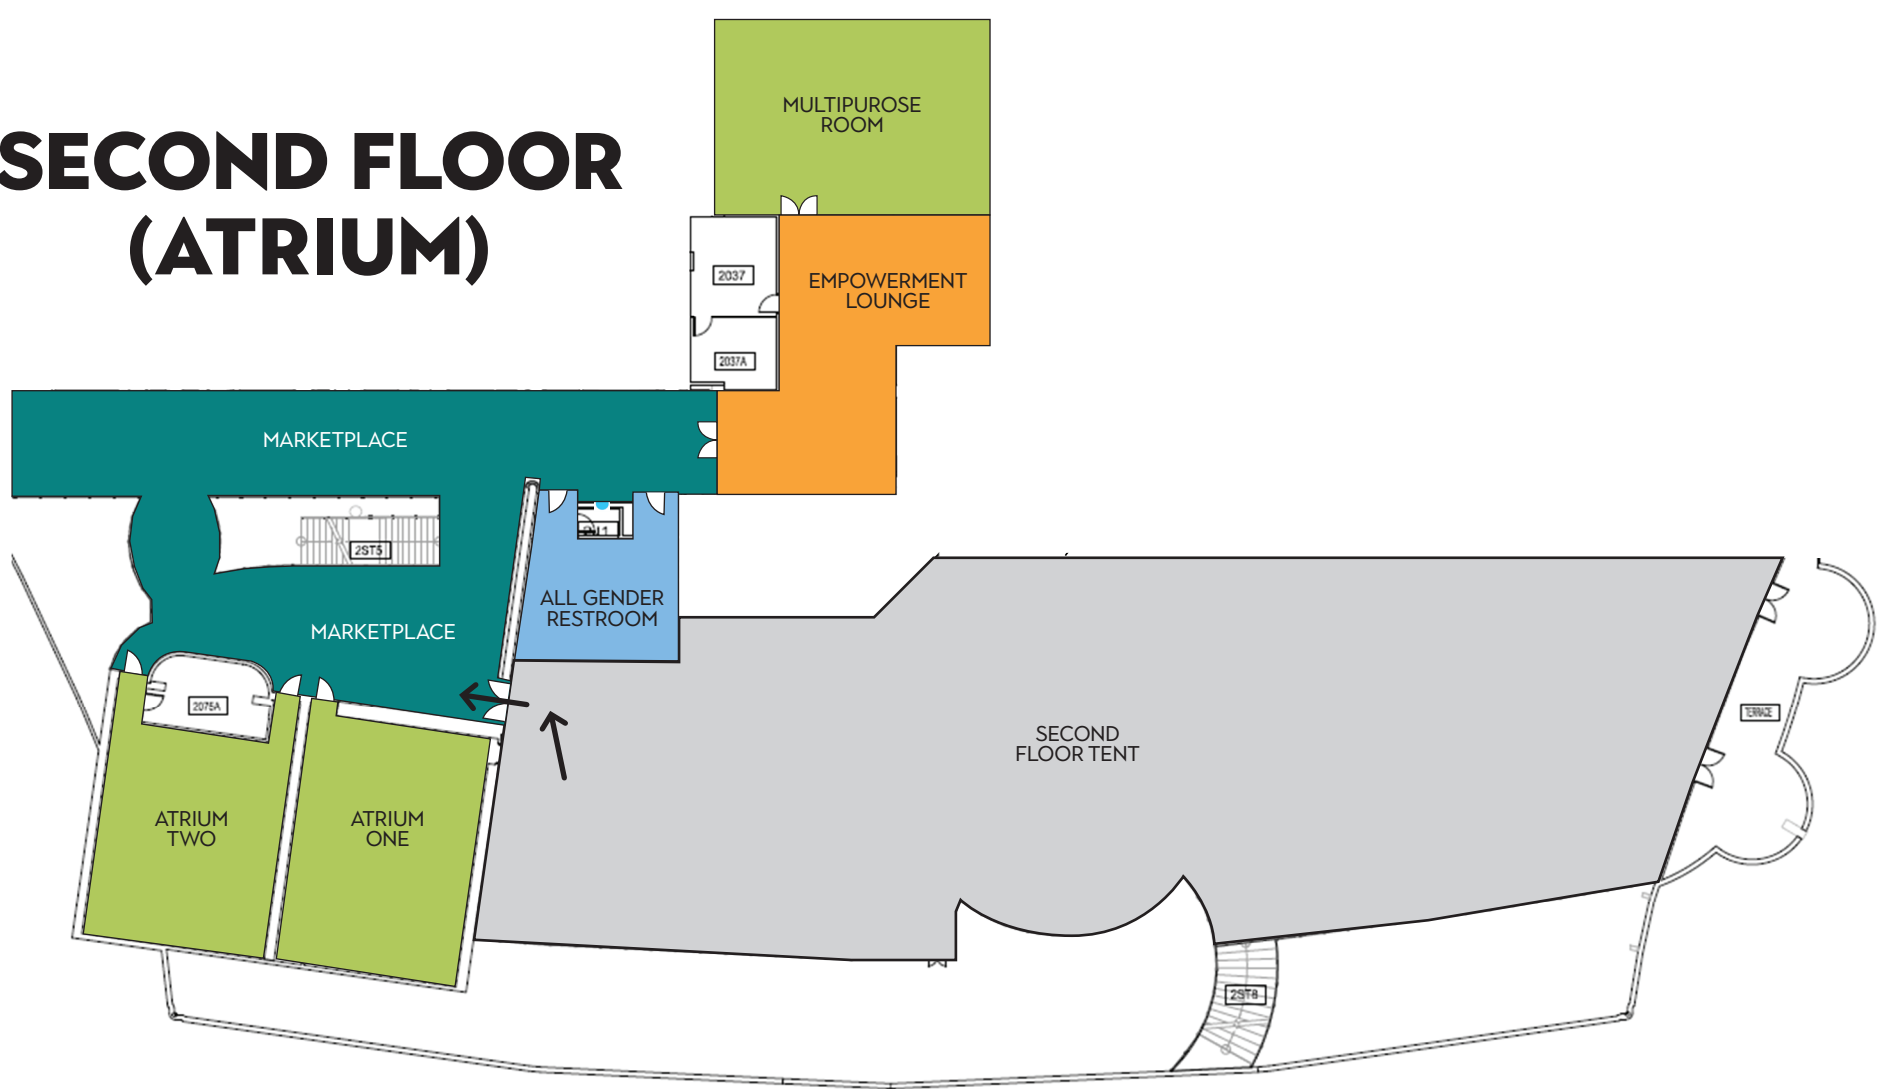 SECOND FLOOR
(ATRIUM)
MULTIPUROSE
ROOM
2037
EMPOWERMENT
LOUNGE
2037A
MARKETPLACE
2ST5
ALL GENDER
RESTROOM
MARKETPLACE
2075A
TERRACE
SECOND
FLOOR TENT
ATRIUM
TWO
ATRIUM
ONE
2ST8